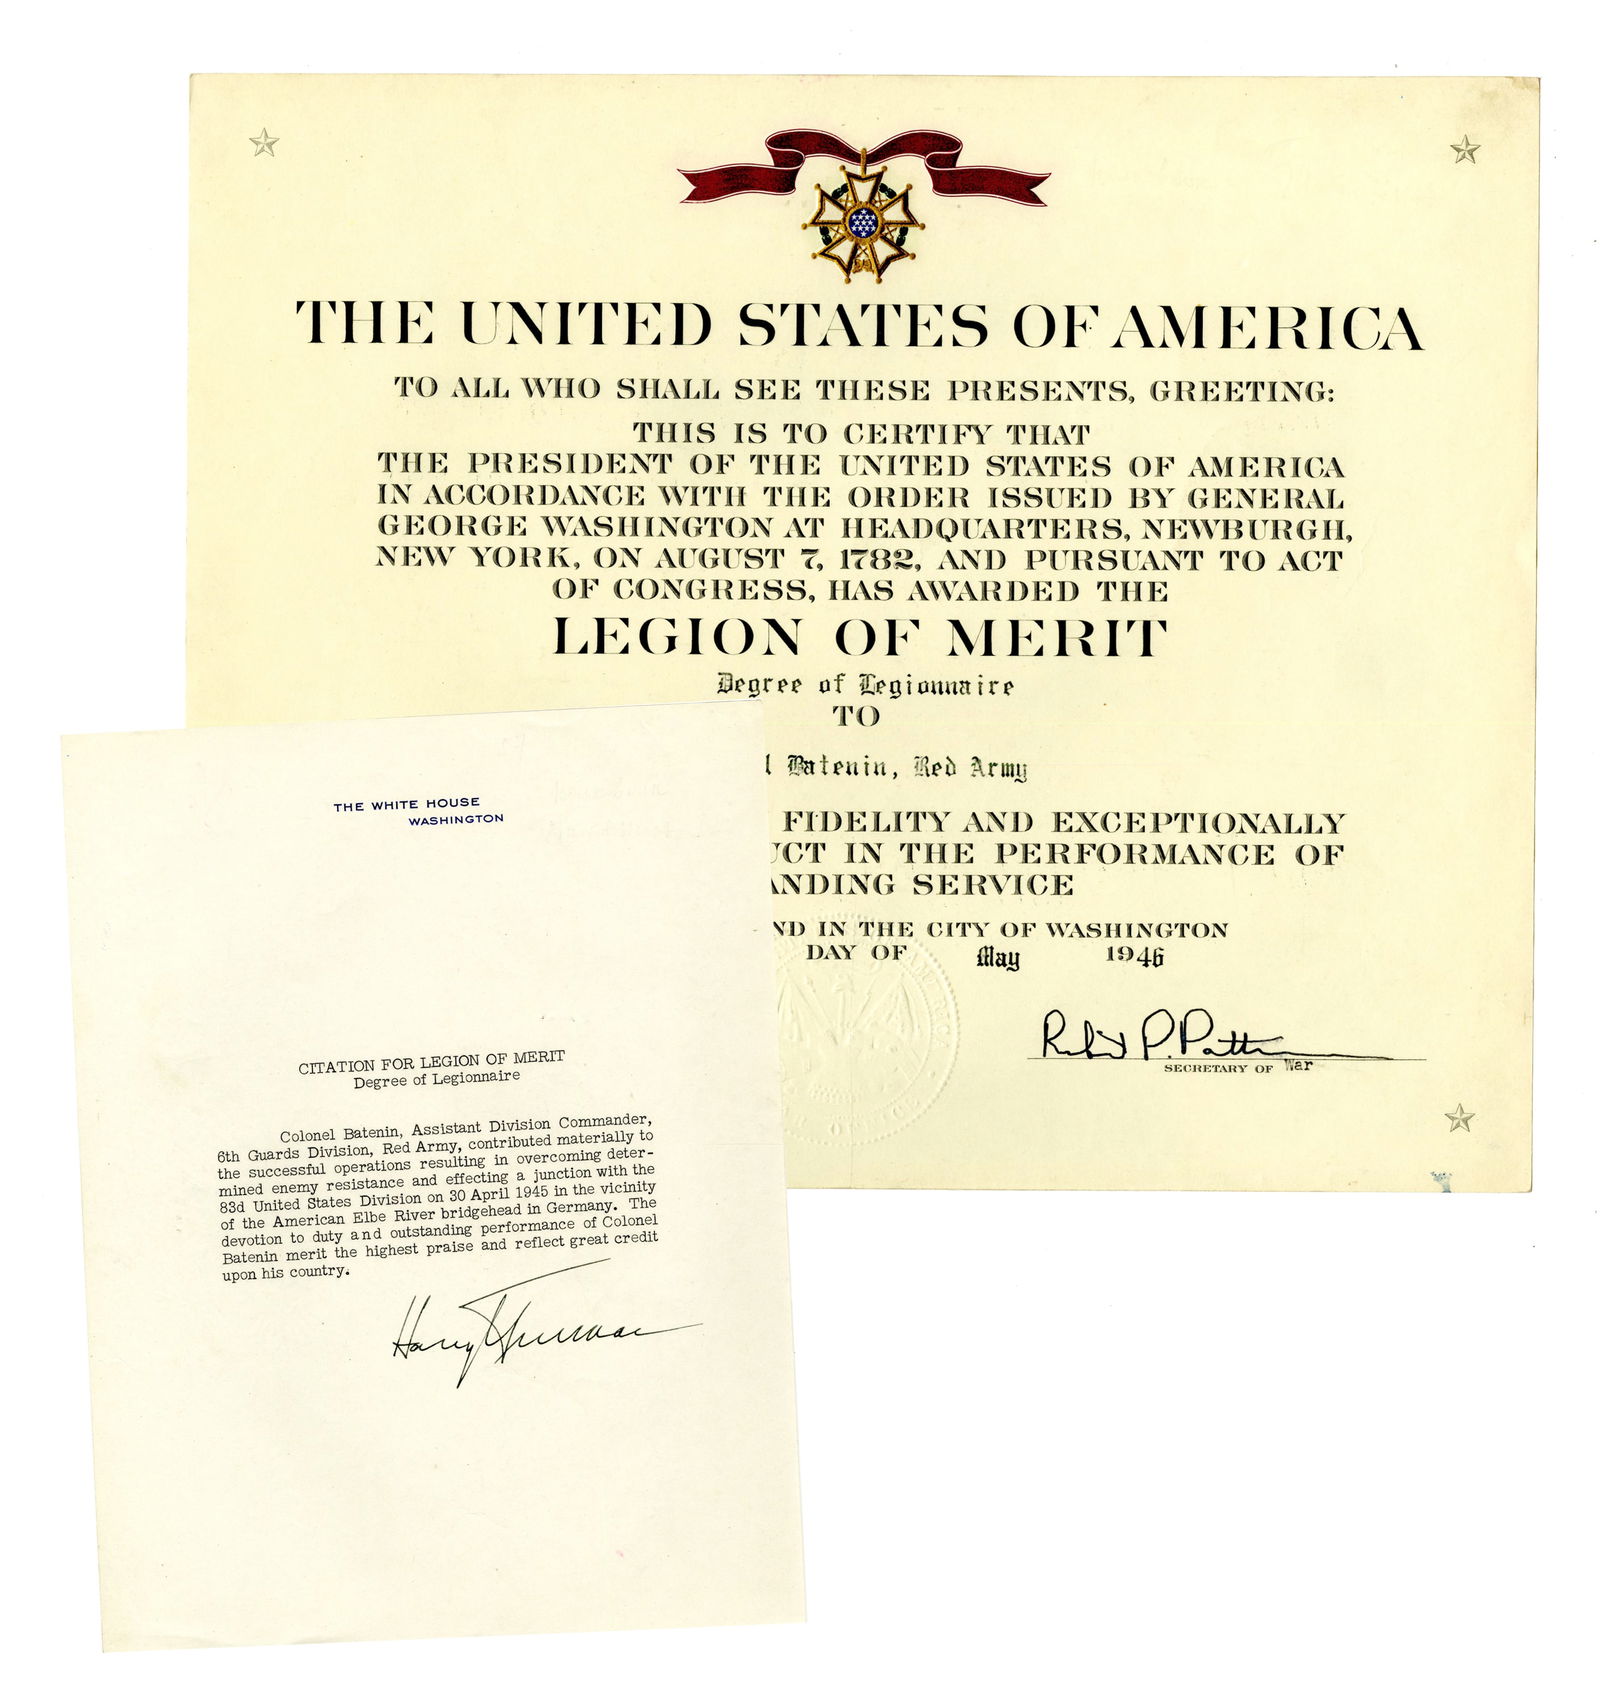 THE UNITED STATES OF AMERICA
TO ALL WHO SHALL SEE THESE PRESENTS, GREETING:
THIS IS TO CERTIFY THAT
THE PRESIDENT OF THE UNITED STATES OF AMERICA
IN ACCORDANCE WITH THE ORDER ISSUED BY GENERAL
GEORGE WASHINGTON AT HEADQUARTERS, NEWBURGH,
NEW YORK, ON AUGUST 7, 1782, AND PURSUANT TO ACT
OF CONGRESS, HAS AWARDED THE
LEGION OF MERIT
Degree of Legionnaire
TO
l Batenin, Red Army
FIDELITY AND EXCEPTIONALLY
UCT IN THE PERFORMANCE OF
ANDING SERVICE
ND IN THE CITY OF WASHINGTON
DAY OF May 1946
Robert P. Patterson
SECRETARY OF War
THE WHITE HOUSE
WASHINGTON
CITATION FOR LEGION OF MERIT
Degree of Legionnaire
Colonel Batenin, Assistant Division Commander,
6th Guards Division, Red Army, contributed materially to
the successful operations resulting in overcoming deter-
mined enemy resistance and effecting a junction with the
83d United States Division on 30 April 1945 in the vicinity
of the American Elbe River bridgehead in Germany. The
devotion to duty and outstanding performance of Colonel
Batenin merit the highest praise and reflect great credit
upon his country.
Harry Truman